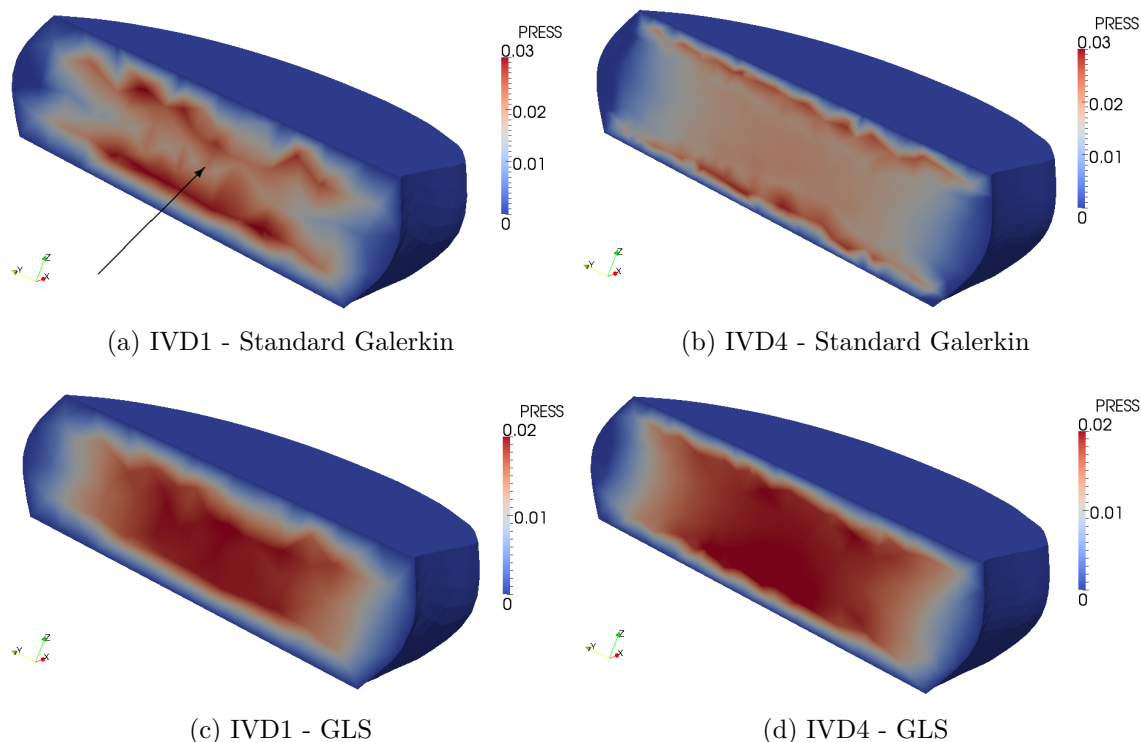 PRESS
0.03
0.02
0.01
0
Z
Y
X
(a) IVD1 - Standard Galerkin
PRESS
0.03
0.02
0.01
0
Z
Y
X
(b) IVD4 - Standard Galerkin
PRESS
0.02
0.01
0
Z
Y
X
(c) IVD1 - GLS
PRESS
0.02
0.01
0
Z
Y
X
(d) IVD4 - GLS